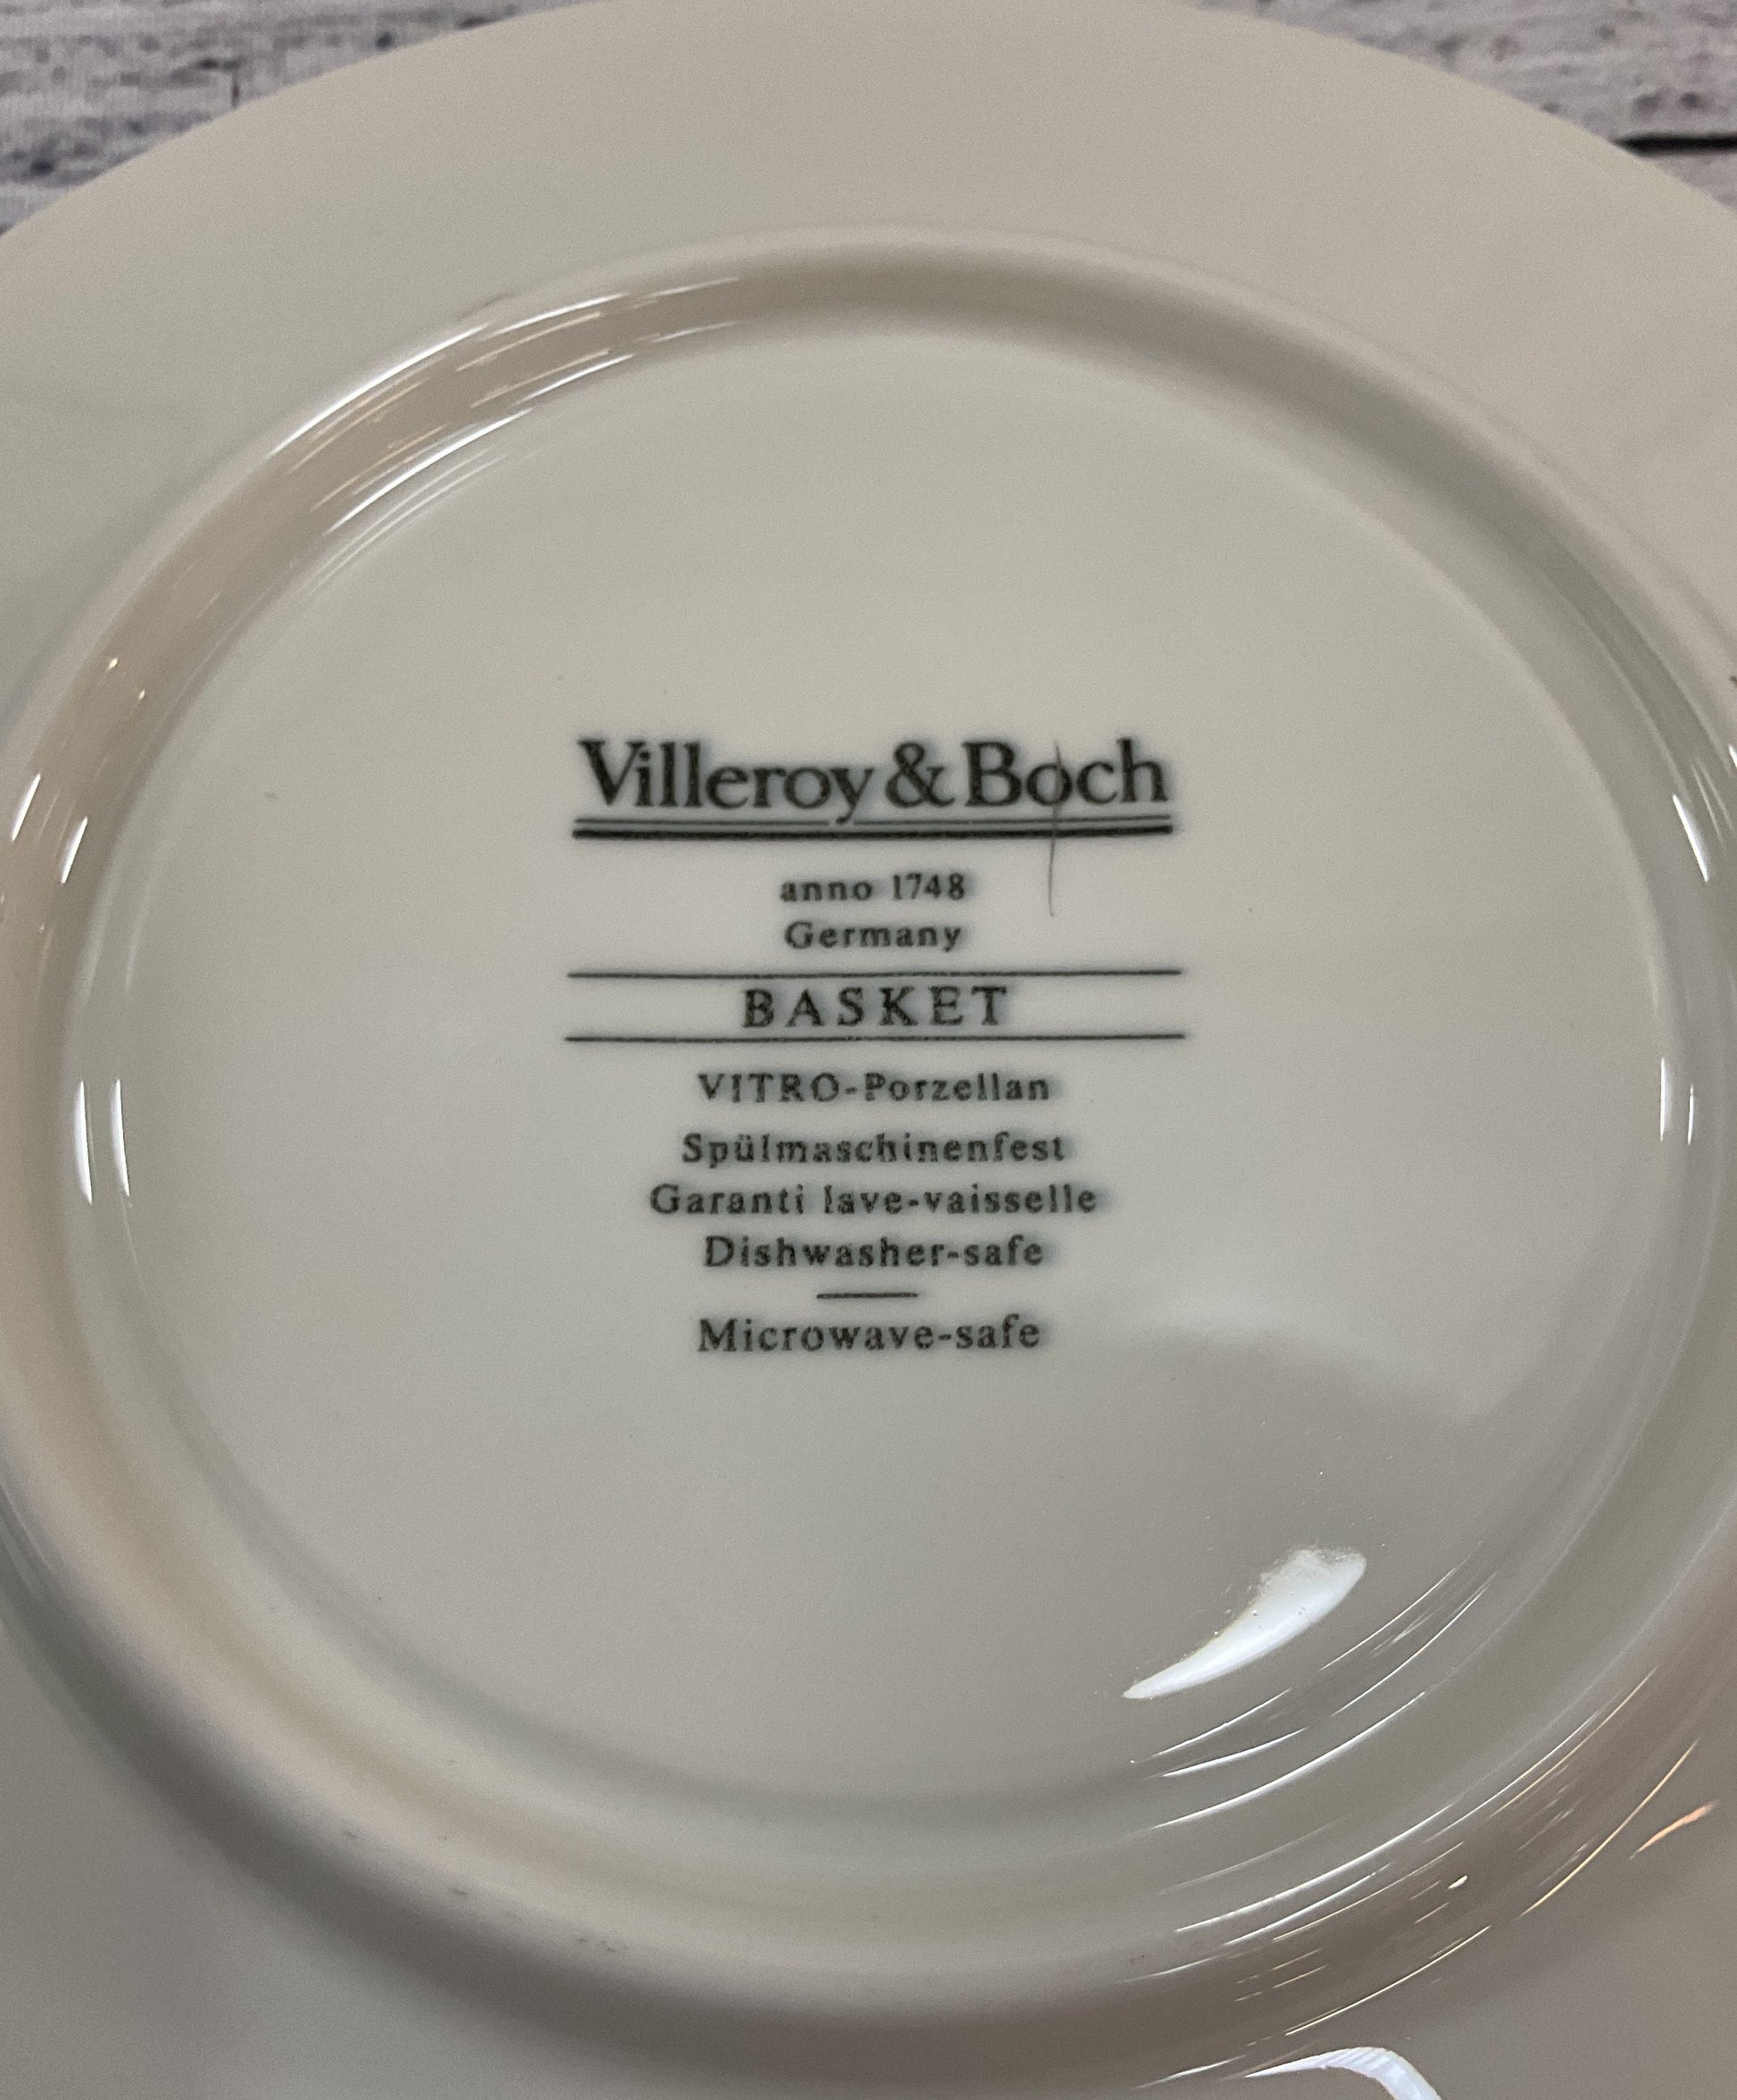 Villeroy & Boch
anno 1748
Germany
BASKET
VITRO-Porzellan
Spülmaschinenfest
Garanti lave-vaisselle
Dishwasher-safe
Microwave-safe